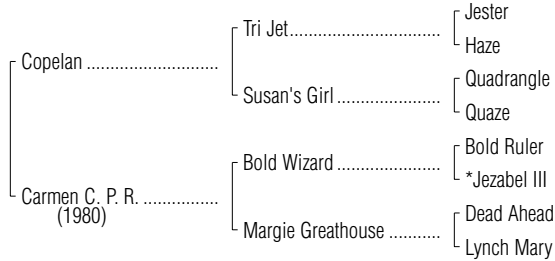 Jester
Tri Jet
Haze
Copelan
Quadrangle
Susan's Girl
Quaze
Bold Ruler
Bold Wizard
*Jezabel III
Carmen C. P. R.
(1980)
Dead Ahead
Margie Greathouse
Lynch Mary